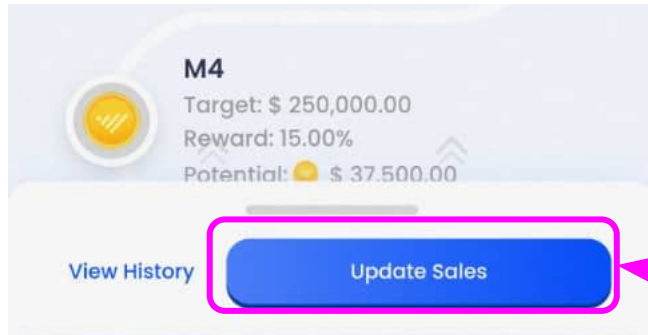 M4
Target: $ 250,000.00
Reward: 15.00%
Potential: $ 37,500.00
View History
Update Sales